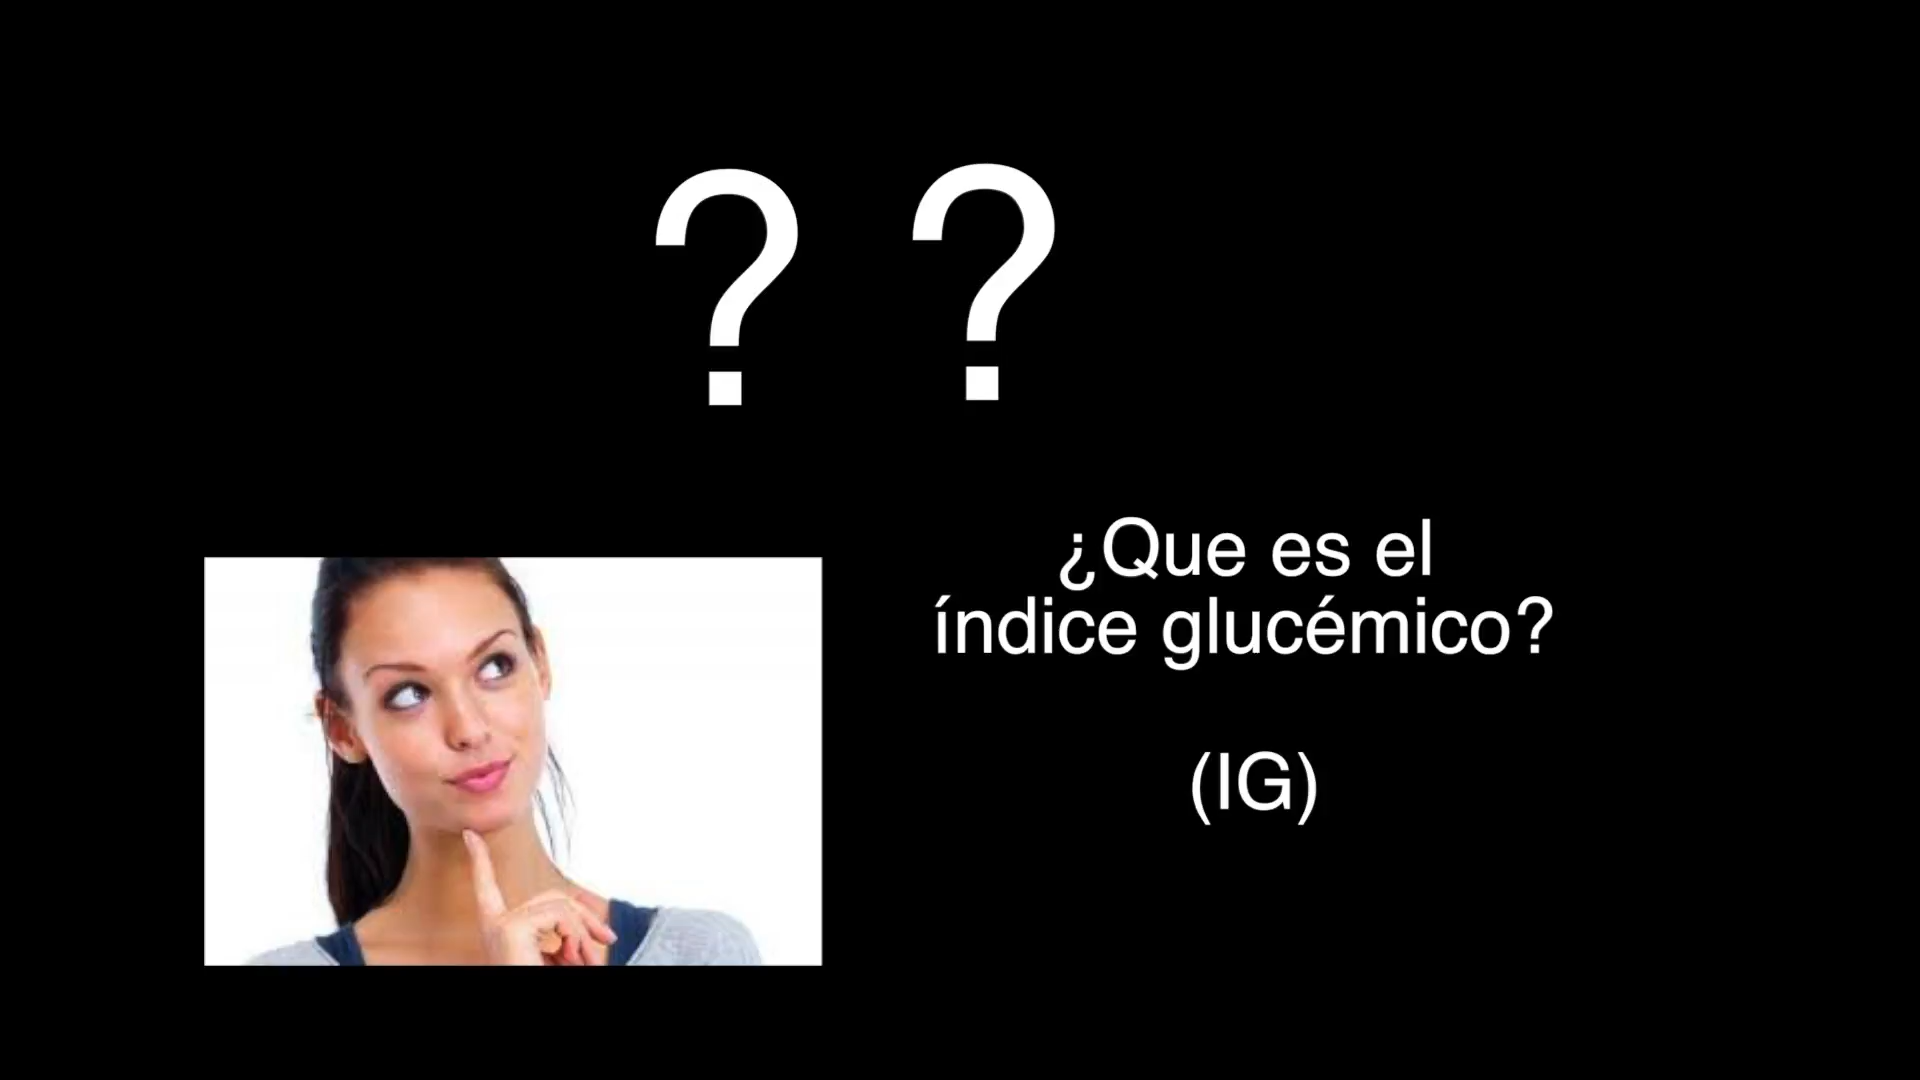 ? ?
¿Que es el
índice glucémico?
(IG)